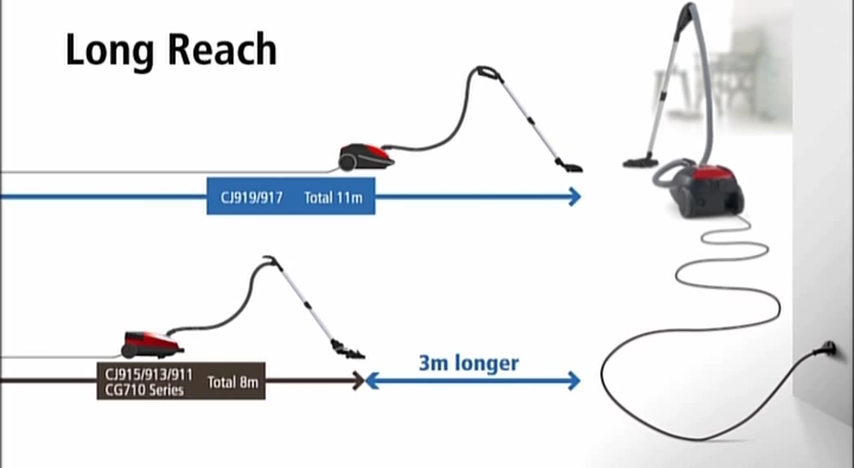 Long Reach
CJ919/917 Total 11m
CJ915/913/911
CG710 Series Total 8m
3m longer